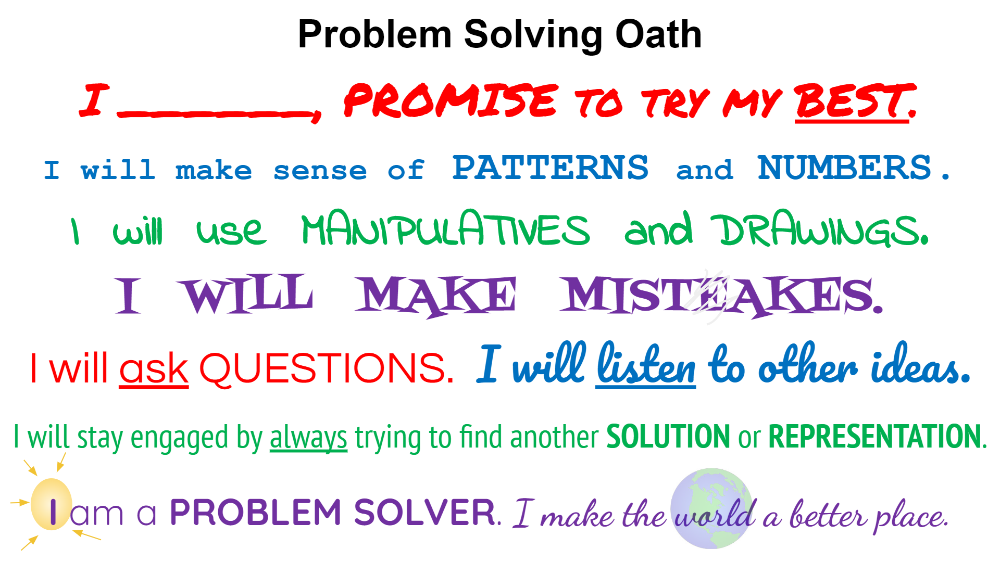 Problem Solving Oath
I __________, PROMISE TO TRY MY BEST.
I will make sense of PATTERNS and NUMBERS.
I will use MANIPULATIVES and DRAWINGS.
I WILL MAKE MISTEAKES.
I will ask QUESTIONS. I will listen to other ideas.
I will stay engaged by always trying to find another SOLUTION or REPRESENTATION.
I am a PROBLEM SOLVER. I make the world a better place.